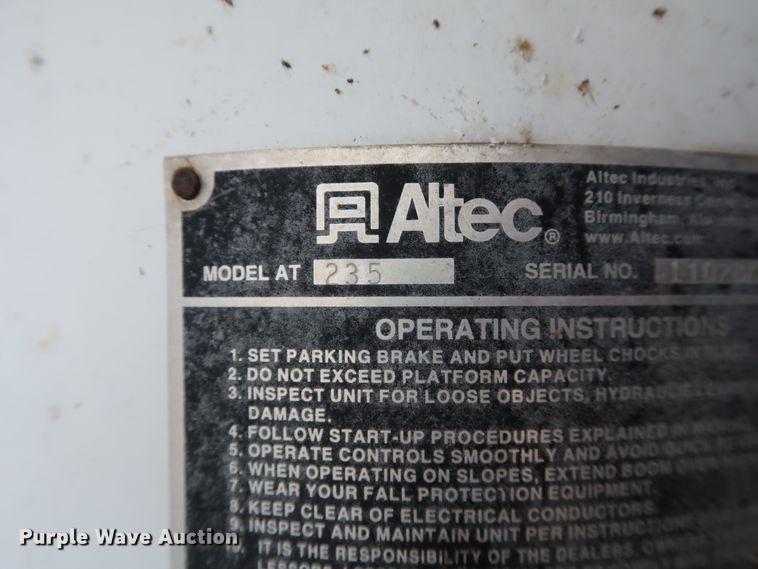 Altec®
Altec Industries, Inc.
210 Inverness
Birmingham,
www.Altec.com
MODEL AT 235 SERIAL NO.
OPERATING INSTRUCTIONS
1. SET PARKING BRAKE AND PUT WHEEL CHOCKS
2. DO NOT EXCEED PLATFORM CAPACITY.
3. INSPECT UNIT FOR LOOSE OBJECTS,
DAMAGE.
4. FOLLOW START-UP PROCEDURES EXPLAINED
5. OPERATE CONTROLS SMOOTHLY AND AVOID
6. WHEN OPERATING ON SLOPES, EXTEND BOOM
7. WEAR YOUR FALL PROTECTION EQUIPMENT
8. KEEP CLEAR OF ELECTRICAL CONDUCTORS.
9. INSPECT AND MAINTAIN UNIT PER
10. IT IS THE RESPONSIBILITY OF THE DEALERS,
Purple Wave Auction